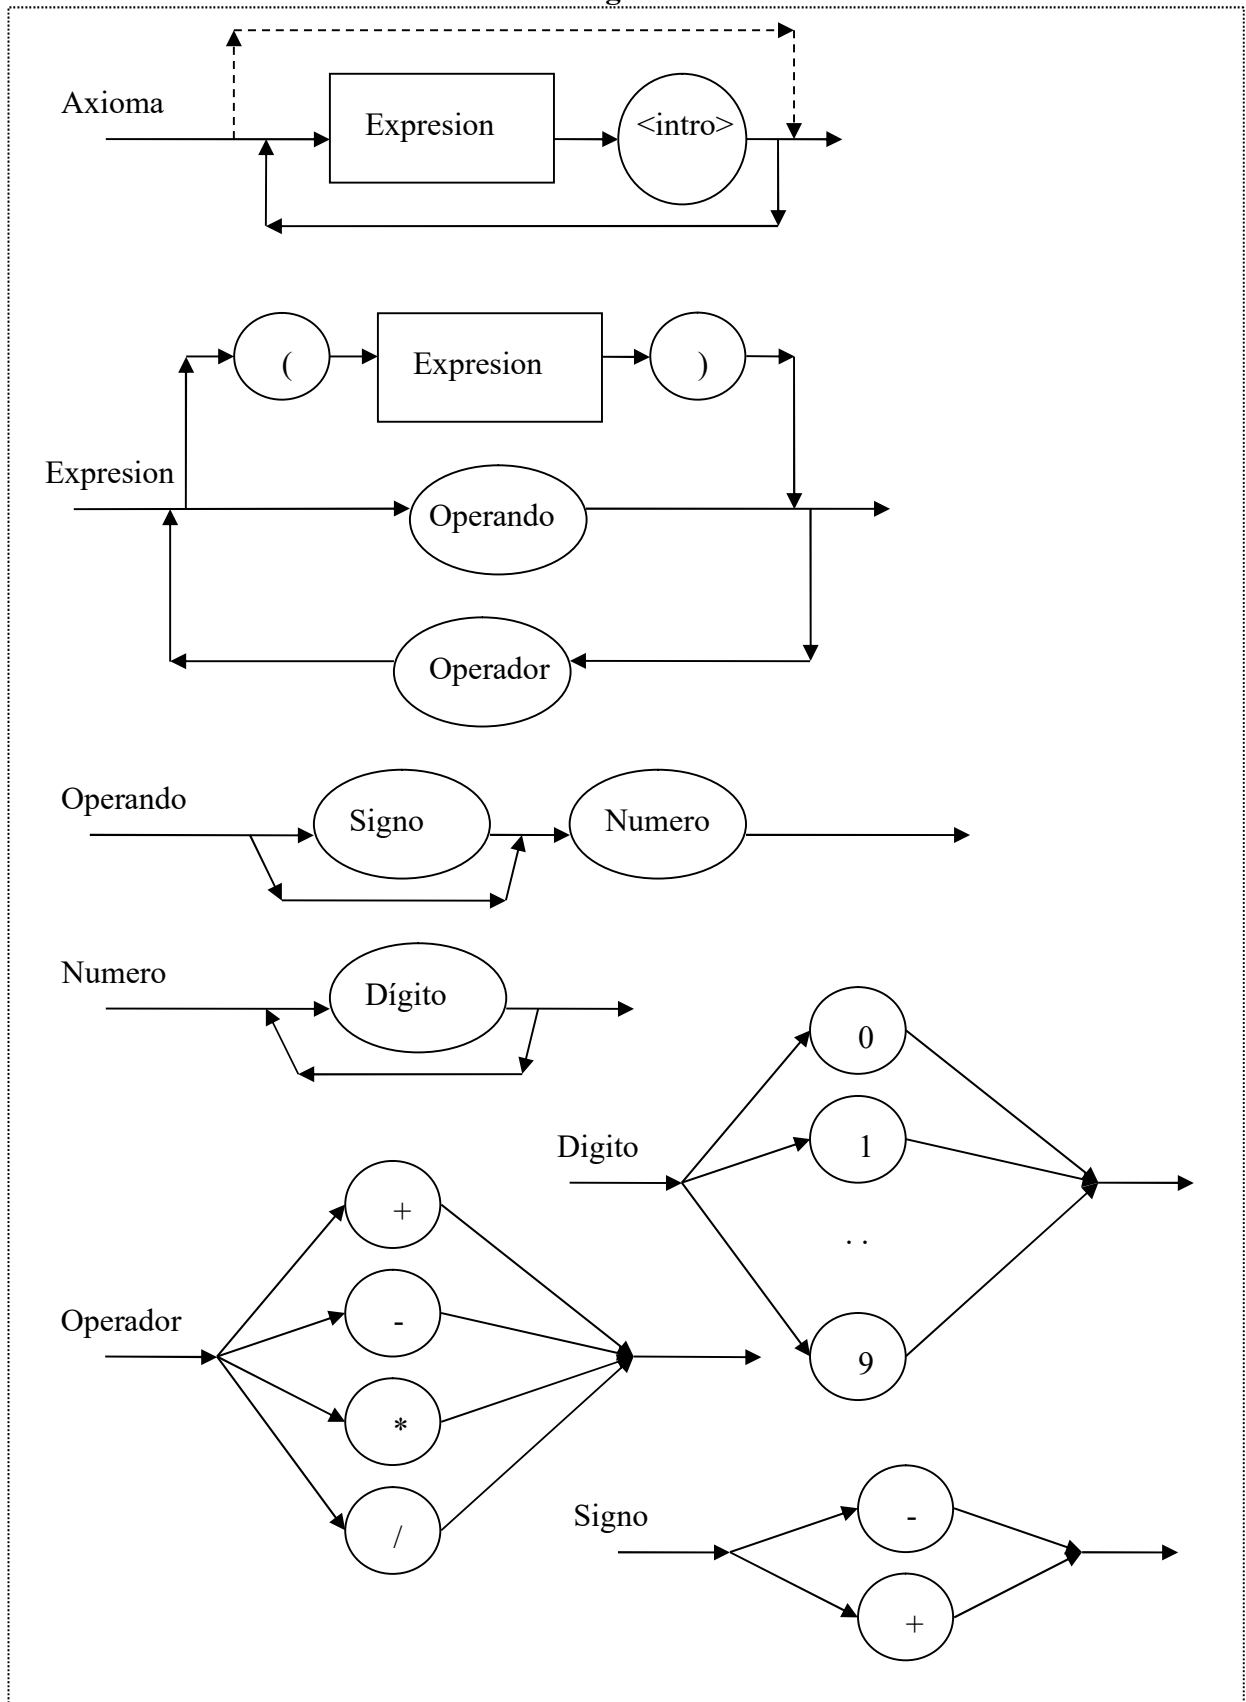 g
Axioma
Expresion
<intro>
(
Expresion
)
Expresion
Operando
Operador
Operando
Signo
Numero
Numero
Dígito
0
Digito
1
. .
9
Operador
+
-
*
/
Signo
-
+